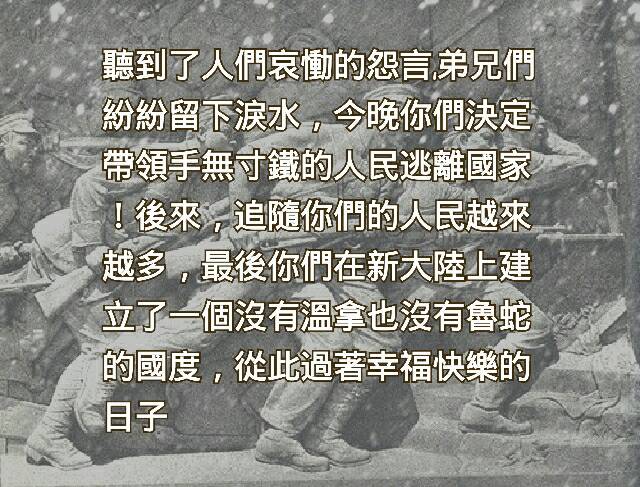 聽到了人們哀慟的怨言,弟兄們
紛紛留下淚水，今晚你們決定
帶領手無寸鐵的人民逃離國家
！後來，追隨你們的人民越來
越多，最後你們在新大陸上建
立了一個沒有溫拿也沒有魯蛇
的國度，從此過著幸福快樂的
日子